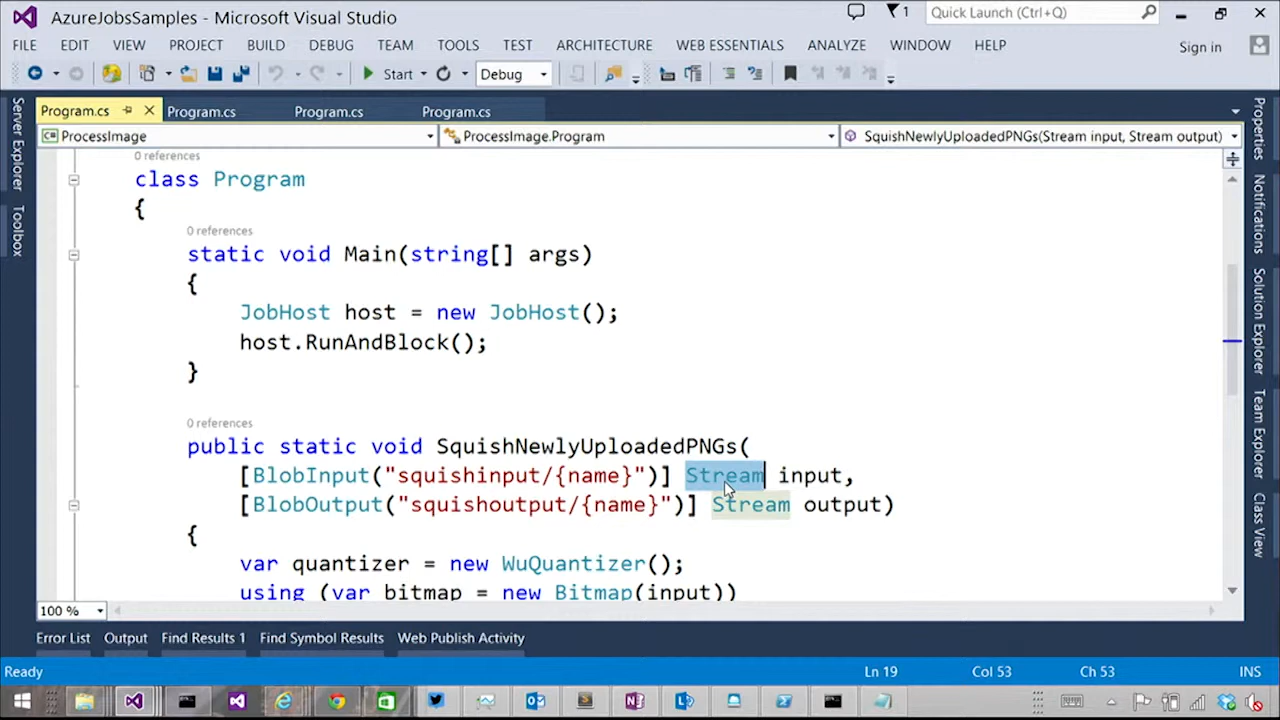 AzureJobsSamples - Microsoft Visual Studio
1
Quick Launch (Ctrl+Q)
FILE EDIT VIEW PROJECT BUILD DEBUG TEAM TOOLS TEST ARCHITECTURE WEB ESSENTIALS ANALYZE WINDOW HELP
Sign in
Start Debug
Server Explorer
Toolbox
Program.cs Program.cs Program.cs Program.cs
ProcessImage ProcessImage.Program SquishNewlyUploadedPNGs(Stream input, Stream output)
0 references
class Program
{
0 references
static void Main(string[] args)
{
JobHost host = new JobHost();
host.RunAndBlock();
}
0 references
public static void SquishNewlyUploadedPNGs(
[BlobInput("squishinput/{name}")] Stream input,
[BlobOutput("squishoutput/{name}")] Stream output)
{
var quantizer = new WuQuantizer();
using (var bitmap = new Bitmap(input))
100 %
Properties
Notifications
Solution Explorer
Team Explorer
Class View
Error List Output Find Results 1 Find Symbol Results Web Publish Activity
Ready Ln 19 Col 53 Ch 53 INS